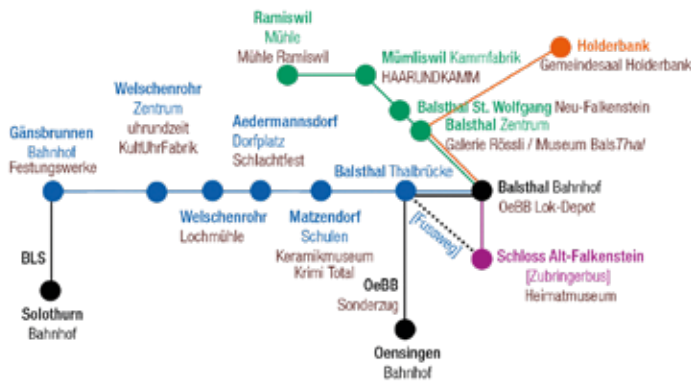 Ramiswil
Mühle
Mühle Ramiswil
Mümliswil Kammfabrik
HAARUNDKAMM
Holderbank
Gemeindesaal Holderbank
Welschenrohr
Zentrum
uhrundzeit
KultUhrFabrik
Balsthal St. Wolfgang Neu-Falkenstein
Balsthal Zentrum
Galerie Rössli / Museum BalsThal
Aedermannsdorf
Dorfplatz
Schlachtfest
Gänsbrunnen
Bahnhof
Festungswerke
Balsthal Thalbrücke
Balsthal Bahnhof
OeBB Lok-Depot
Welschenrohr
Lochmühle
Matzendorf
Schulen
Keramikmuseum
Krimi Total
[Fussweg]
Schloss Alt-Falkenstein
[Zubringerbus]
Heimatmuseum
BLS
OeBB
Sonderzug
Solothurn
Bahnhof
Oensingen
Bahnhof